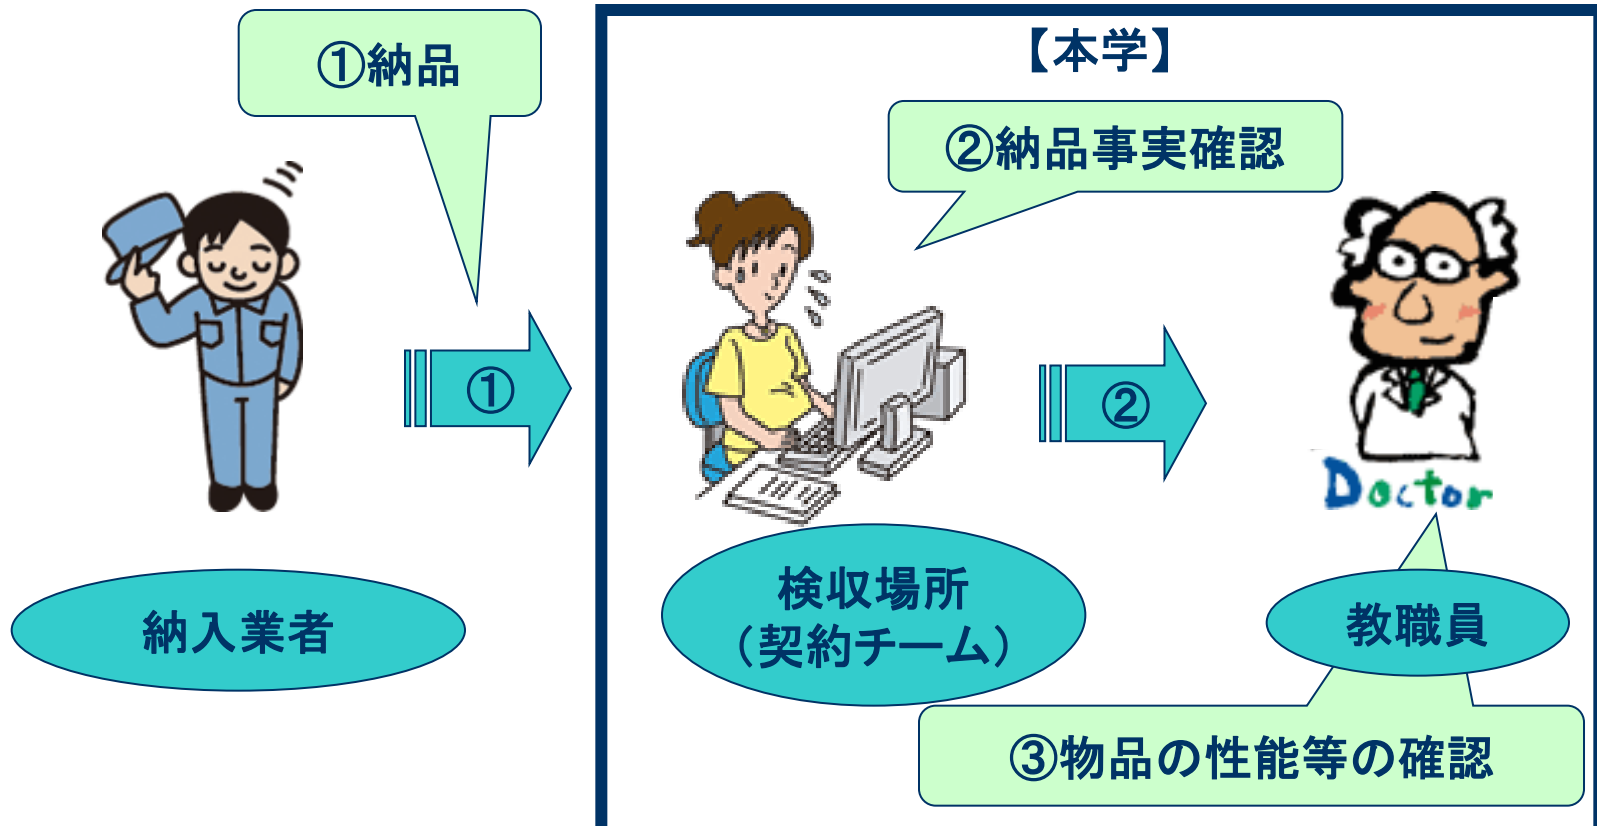 ①納品
【本学】
②納品事実確認
①
②
Doctor
納入業者
検収場所
（契約チーム）
教職員
③物品の性能等の確認